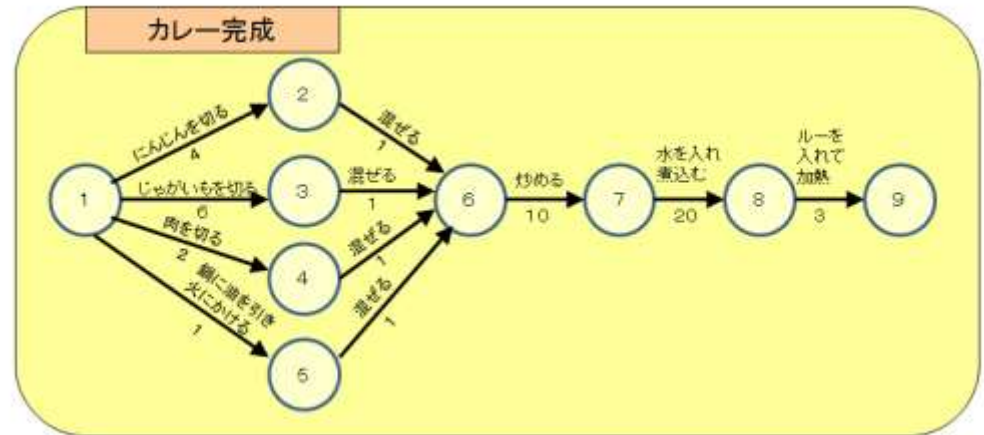 カレー完成
にんじんを切る
4
じゃがいもを切る
6
肉を切る
2
鍋に油を引き
火にかける
1
1
2
3
4
5
混ぜる
1
混ぜる
1
混ぜる
1
混ぜる
1
6
炒める
10
7
水を入れ
煮込む
20
8
ルーを
入れて
加熱
3
9